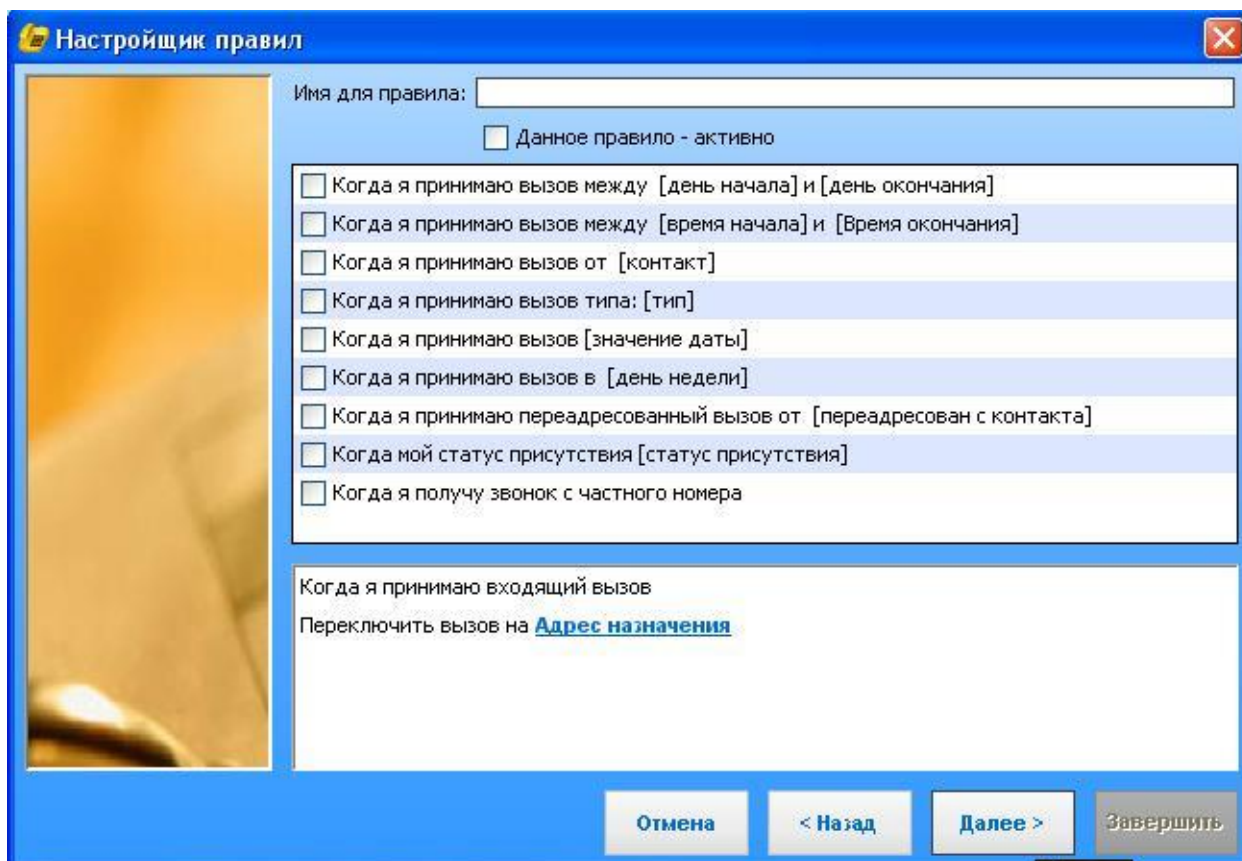 Настройщик правил
Имя для правила:
Данное правило - активно
Когда я принимаю вызов между [день начала] и [день окончания]
Когда я принимаю вызов между [время начала] и [Время окончания]
Когда я принимаю вызов от [контакт]
Когда я принимаю вызов типа: [тип]
Когда я принимаю вызов [значение даты]
Когда я принимаю вызов в [день недели]
Когда я принимаю переадресованный вызов от [переадресован с контакта]
Когда мой статус присутствия [статус присутствия]
Когда я получу звонок с частного номера
Когда я принимаю входящий вызов
Переключить вызов на Адрес назначения
Отмена < Назад Далее > Завершить